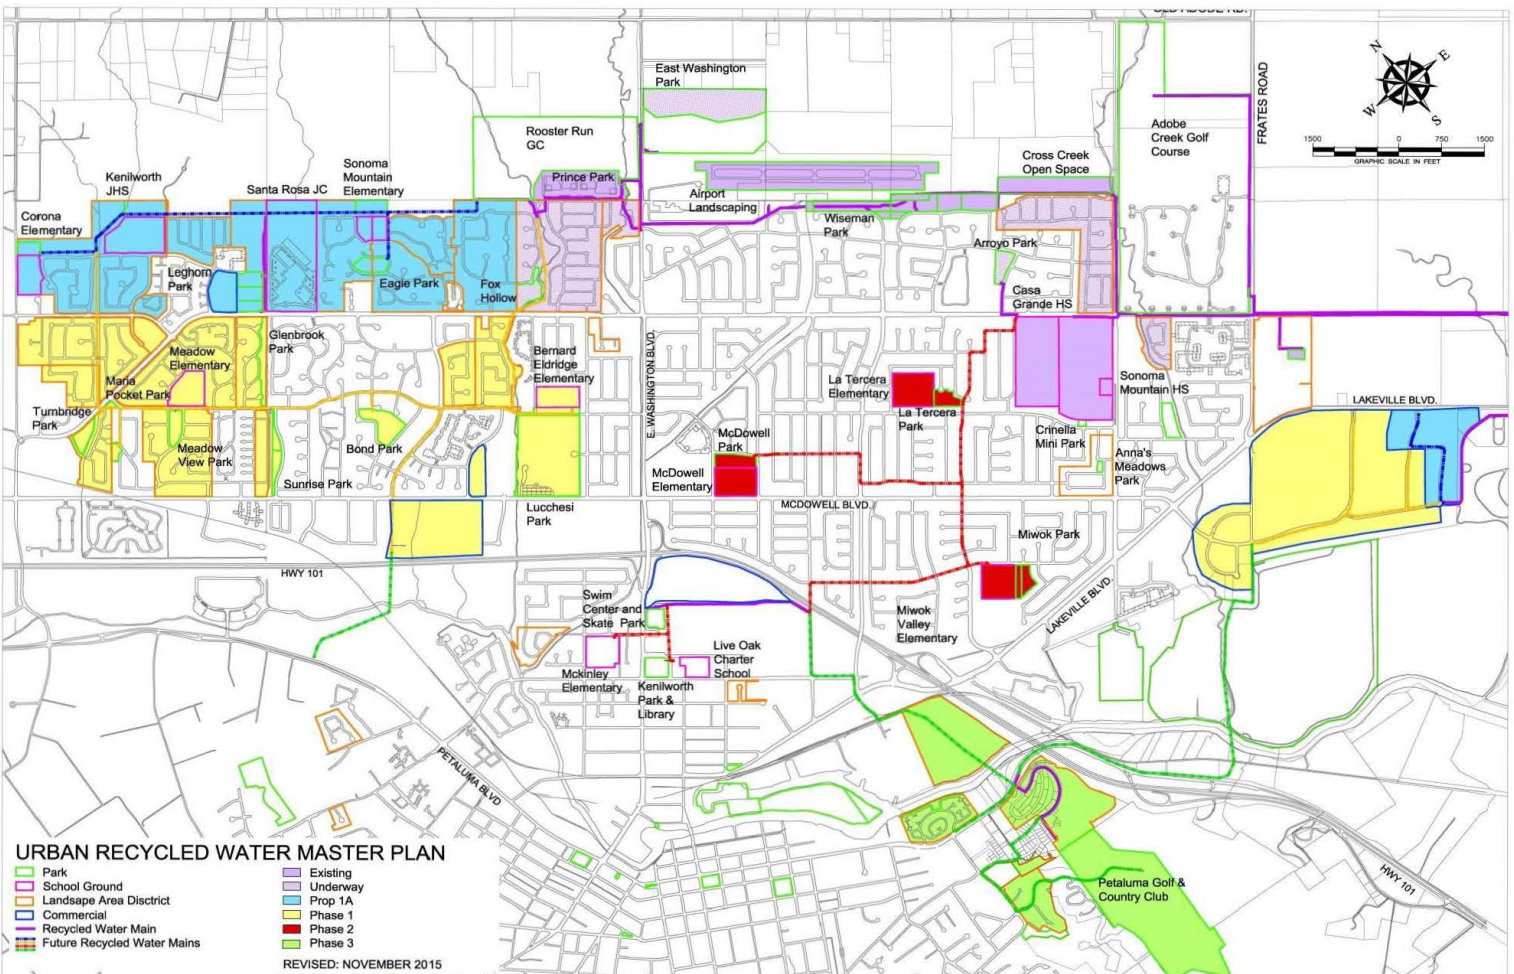 OLD ADOBE RD.
East Washington
Park
FRATES ROAD
N
E
W
S
1500
0
750
1500
GRAPHIC SCALE IN FEET
Rooster Run
GC
Adobe
Creek Golf
Course
Cross Creek
Open Space
Sonoma
Mountain
Elementary
Kenilworth
JHS
Santa Rosa JC
Prince Park
Airport
Landscaping
Corona
Elementary
Wiseman
Park
Arroyo Park
Leghorn
Park
Eagle Park
Fox
Hollow
Casa
Grande HS
Glenbrook
Park
Meadow
Elementary
Bernard
Eldridge
Elementary
E. WASHINGTON BLVD.
Maria
Pocket Park
La Tercera
Elementary
Sonoma
Mountain HS
LAKEVILLE BLVD.
Turnbridge
Park
La Tercera
Park
Meadow
View Park
Bond Park
McDowell
Park
Crinella
Mini Park
Anna's
Meadows
Park
Sunrise Park
McDowell
Elementary
Lucchesi
Park
MCDOWELL BLVD.
Miwok Park
HWY 101
Swim
Center and
Skate Park
Miwok
Valley
Elementary
LAKEVILLE BLVD.
Live Oak
Charter
School
Mckinley
Elementary
Kenilworth
Park &
Library
PETALUMA BLVD
HWY 101
Petaluma Golf &
Country Club
URBAN RECYCLED WATER MASTER PLAN
Park
School Ground
Landsape Area Disctrict
Commercial
Recycled Water Main
Future Recycled Water Mains
Existing
Underway
Prop 1A
Phase 1
Phase 2
Phase 3
REVISED: NOVEMBER 2015